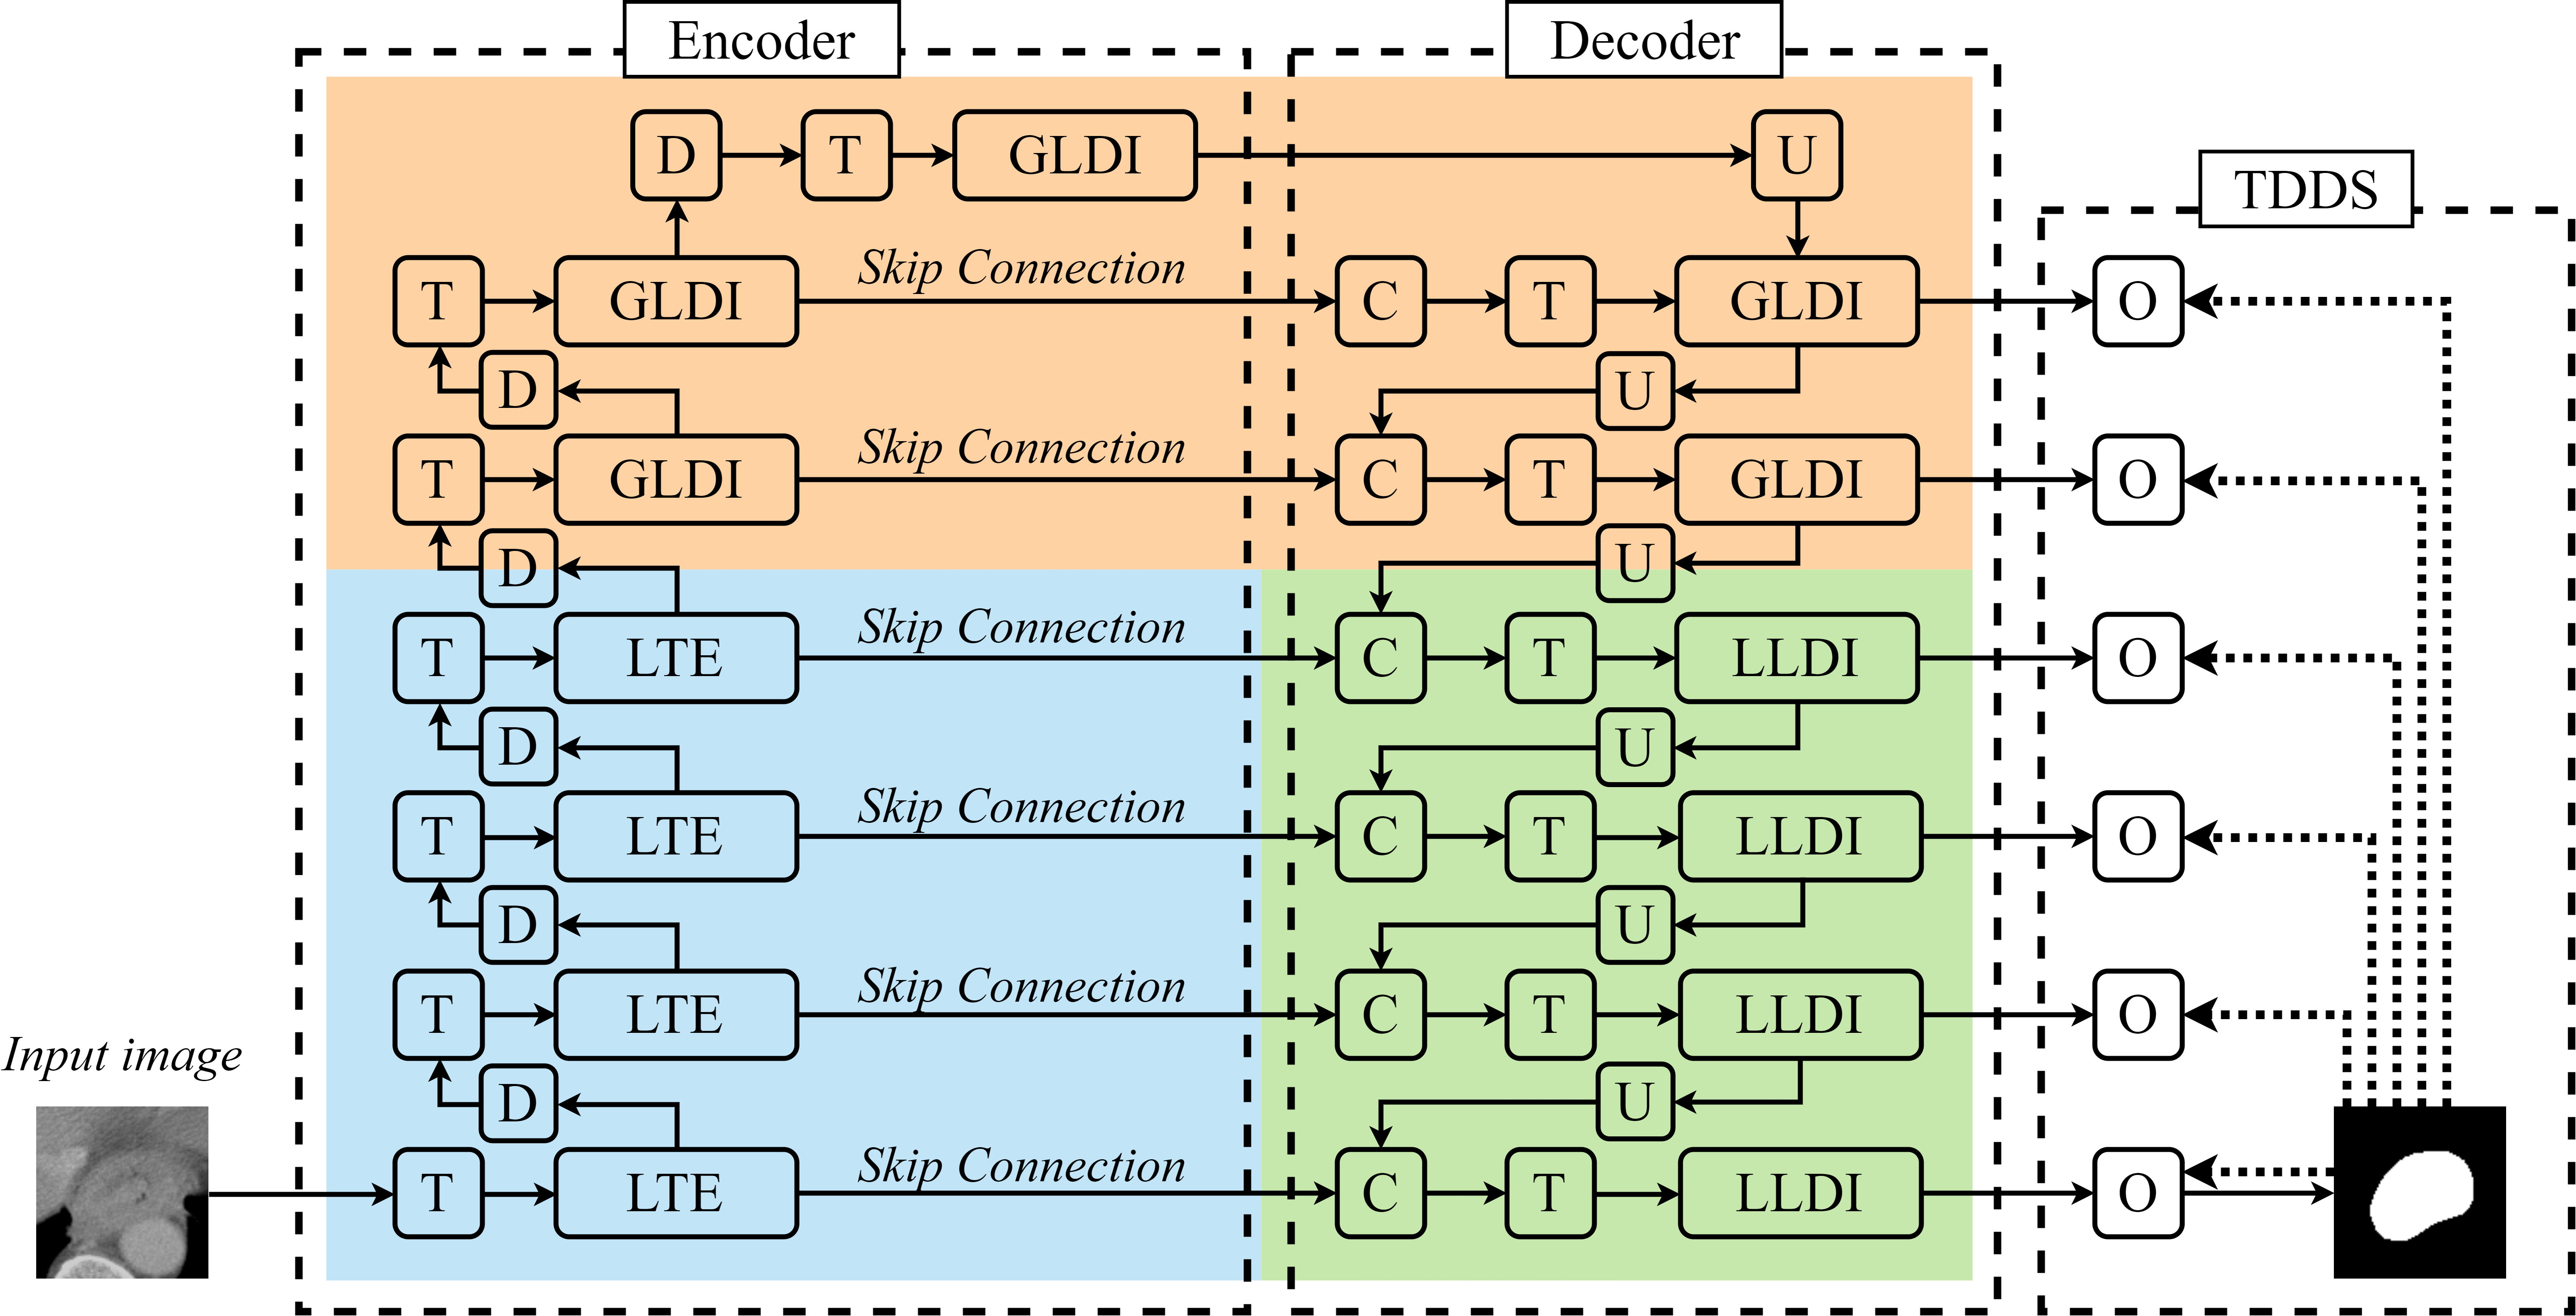 Encoder
Decoder
D T GLDI U
TDDS
Skip Connection
T GLDI C T GLDI O
D U
Skip Connection
T GLDI C T GLDI O
D U
Skip Connection
T LTE C T LLDI O
D U
Skip Connection
T LTE C T LLDI O
D U
Skip Connection
T LTE C T LLDI O
Input image
D U
Skip Connection
T LTE C T LLDI O